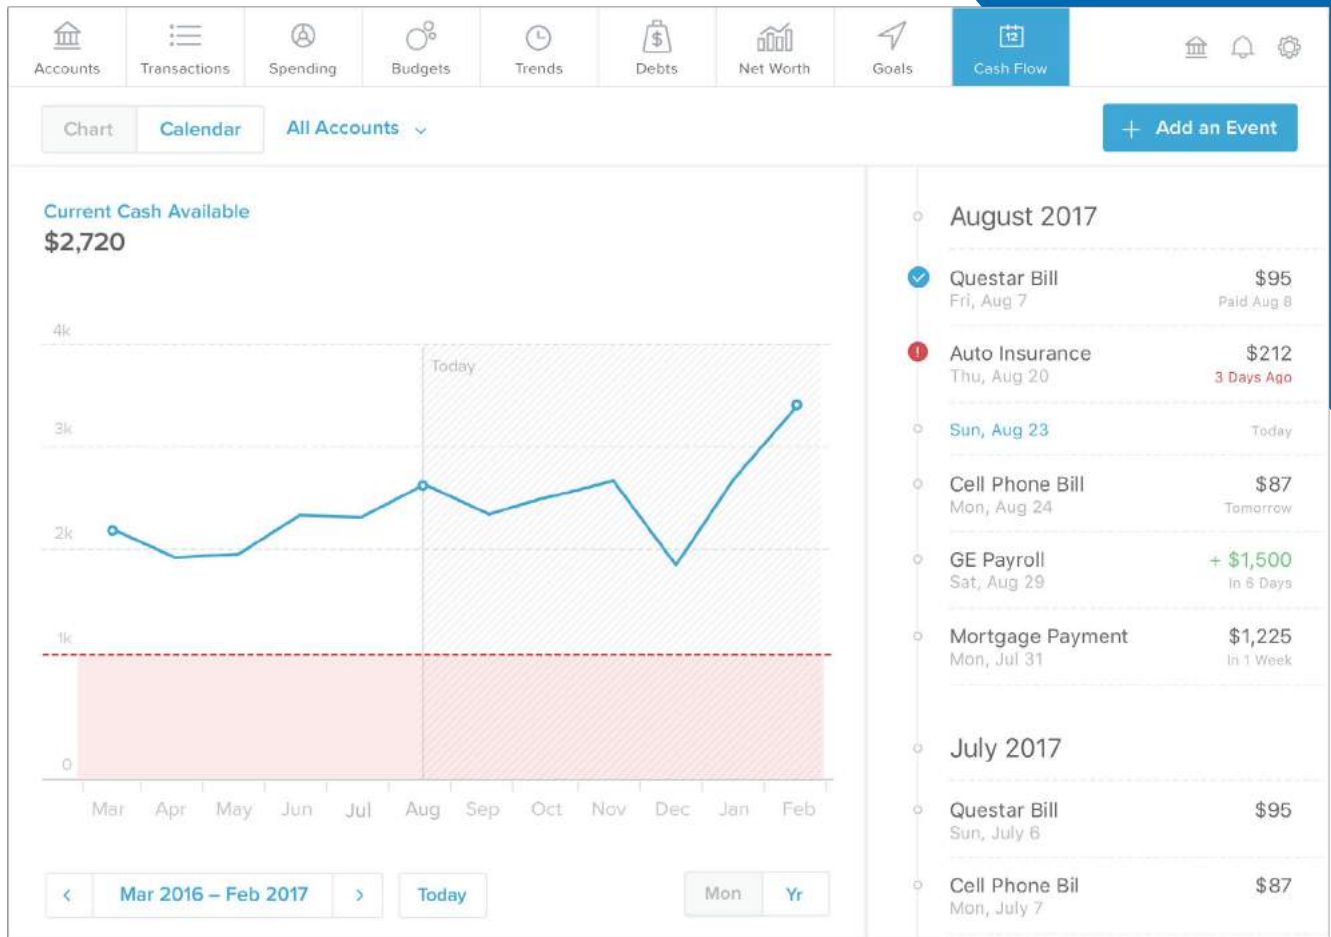 Accounts
Transactions
Spending
Budgets
Trends
$
Debts
Net Worth
Goals
12
Cash Flow
Chart
Calendar
All Accounts
+ Add an Event
Current Cash Available
$2,720
4k
3k
2k
1k
0
Today
Mar Apr May Jun Jul Aug Sep Oct Nov Dec Jan Feb
< Mar 2016 – Feb 2017 >
Today
Mon Yr
August 2017
Questar Bill $95
Fri, Aug 7 Paid Aug 8
! Auto Insurance $212
Thu, Aug 20 3 Days Ago
Sun, Aug 23 Today
Cell Phone Bill $87
Mon, Aug 24 Tomorrow
GE Payroll + $1,500
Sat, Aug 29 In 6 Days
Mortgage Payment $1,225
Mon, Jul 31 In 1 Week
July 2017
Questar Bill $95
Sun, July 6
Cell Phone Bil $87
Mon, July 7